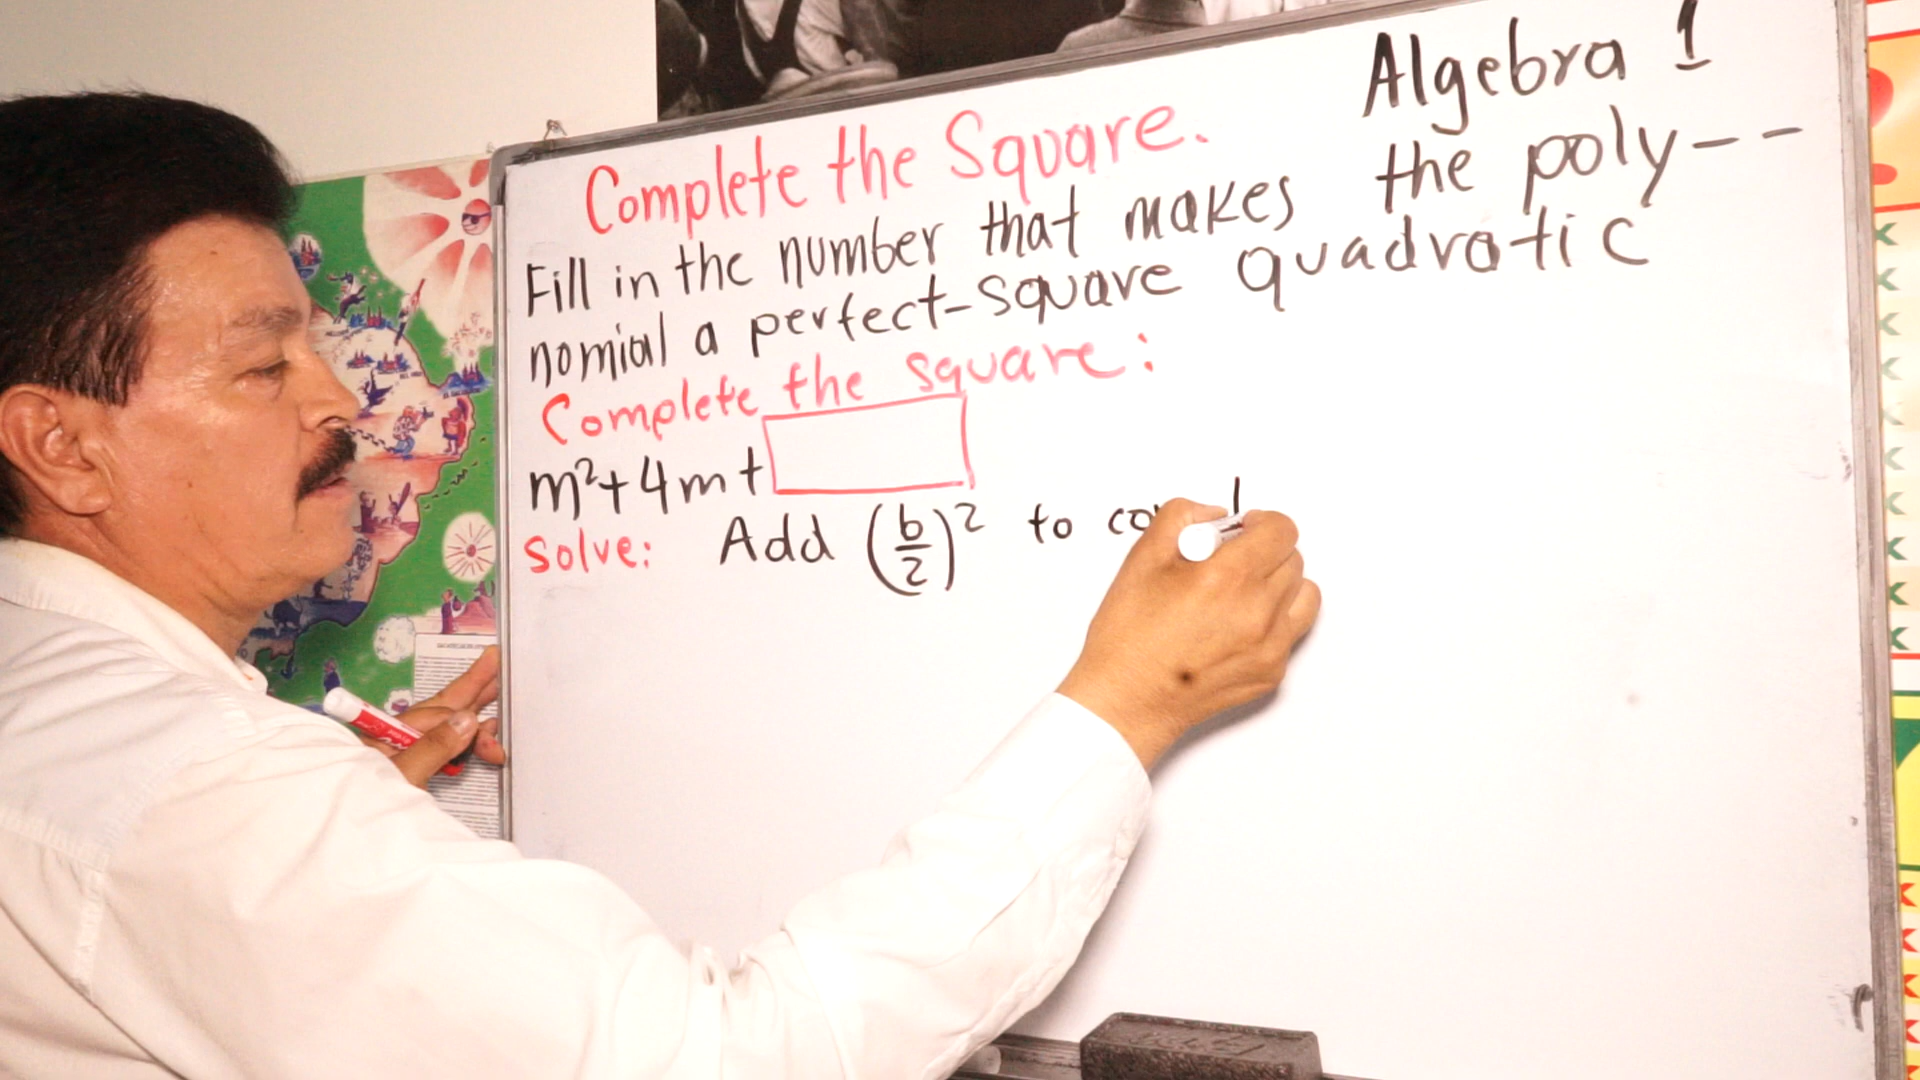 Algebra 1
Complete the Square.
Fill in the number that makes the poly--
nomial a perfect-square quadratic
Complete the square:
m²+4m+
Solve: Add (b/2)² to